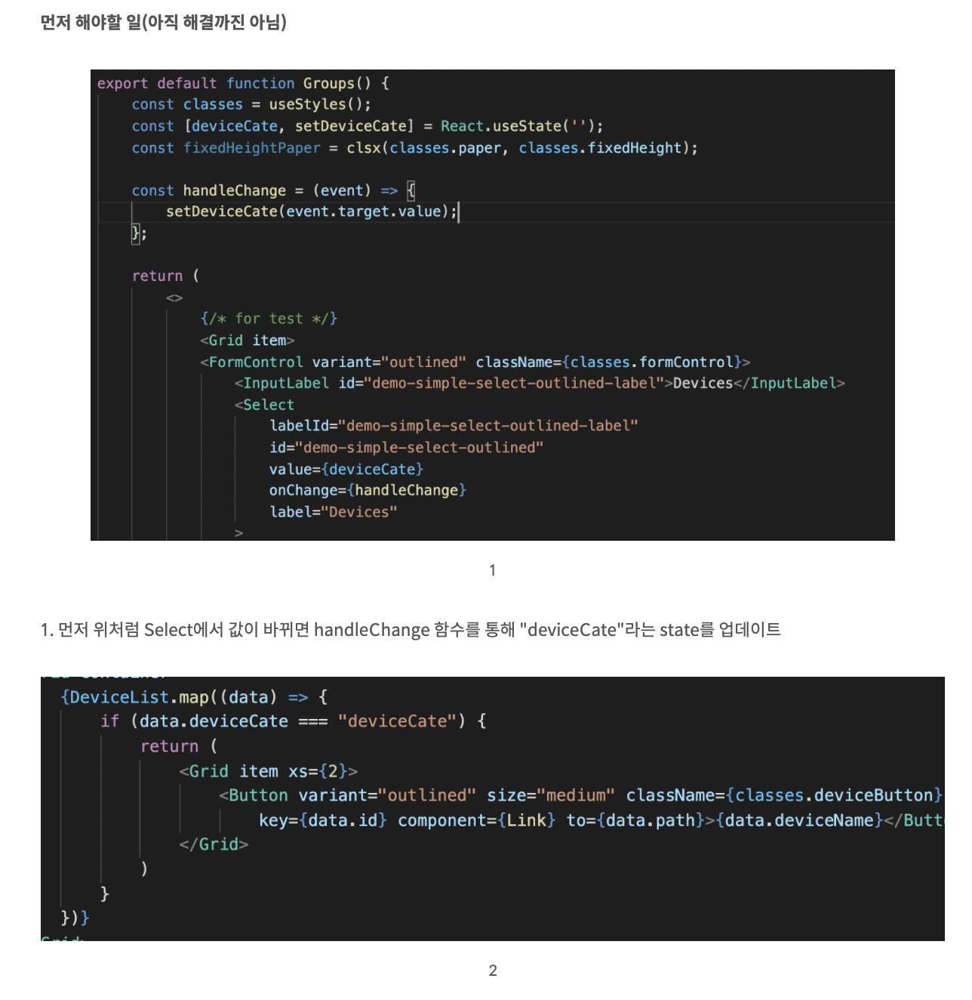 먼저 해야할 일(아직 해결까진 아님)
export default function Groups() {
const classes = useStyles();
const [deviceCate, setDeviceCate] = React.useState('');
const fixedHeightPaper = clsx(classes.paper, classes.fixedHeight);
const handleChange = (event) => {
setDeviceCate(event.target.value);
};
return (
<>
{/* for test */}
<Grid item>
<FormControl variant="outlined" className={classes.formControl}>
<InputLabel id="demo-simple-select-outlined-label">Devices</InputLabel>
<Select
labelId="demo-simple-select-outlined-label"
id="demo-simple-select-outlined"
value={deviceCate}
onChange={handleChange}
label="Devices"
>
1
1. 먼저 위처럼 Select에서 값이 바뀌면 handleChange 함수를 통해 "deviceCate"라는 state를 업데이트
{DeviceList.map((data) => {
if (data.deviceCate === "deviceCate") {
return (
<Grid item xs={2}>
<Button variant="outlined" size="medium" className={classes.deviceButton}
key={data.id} component={Link} to={data.path}>{data.deviceName}</Butt
</Grid>
)
}
})}
2